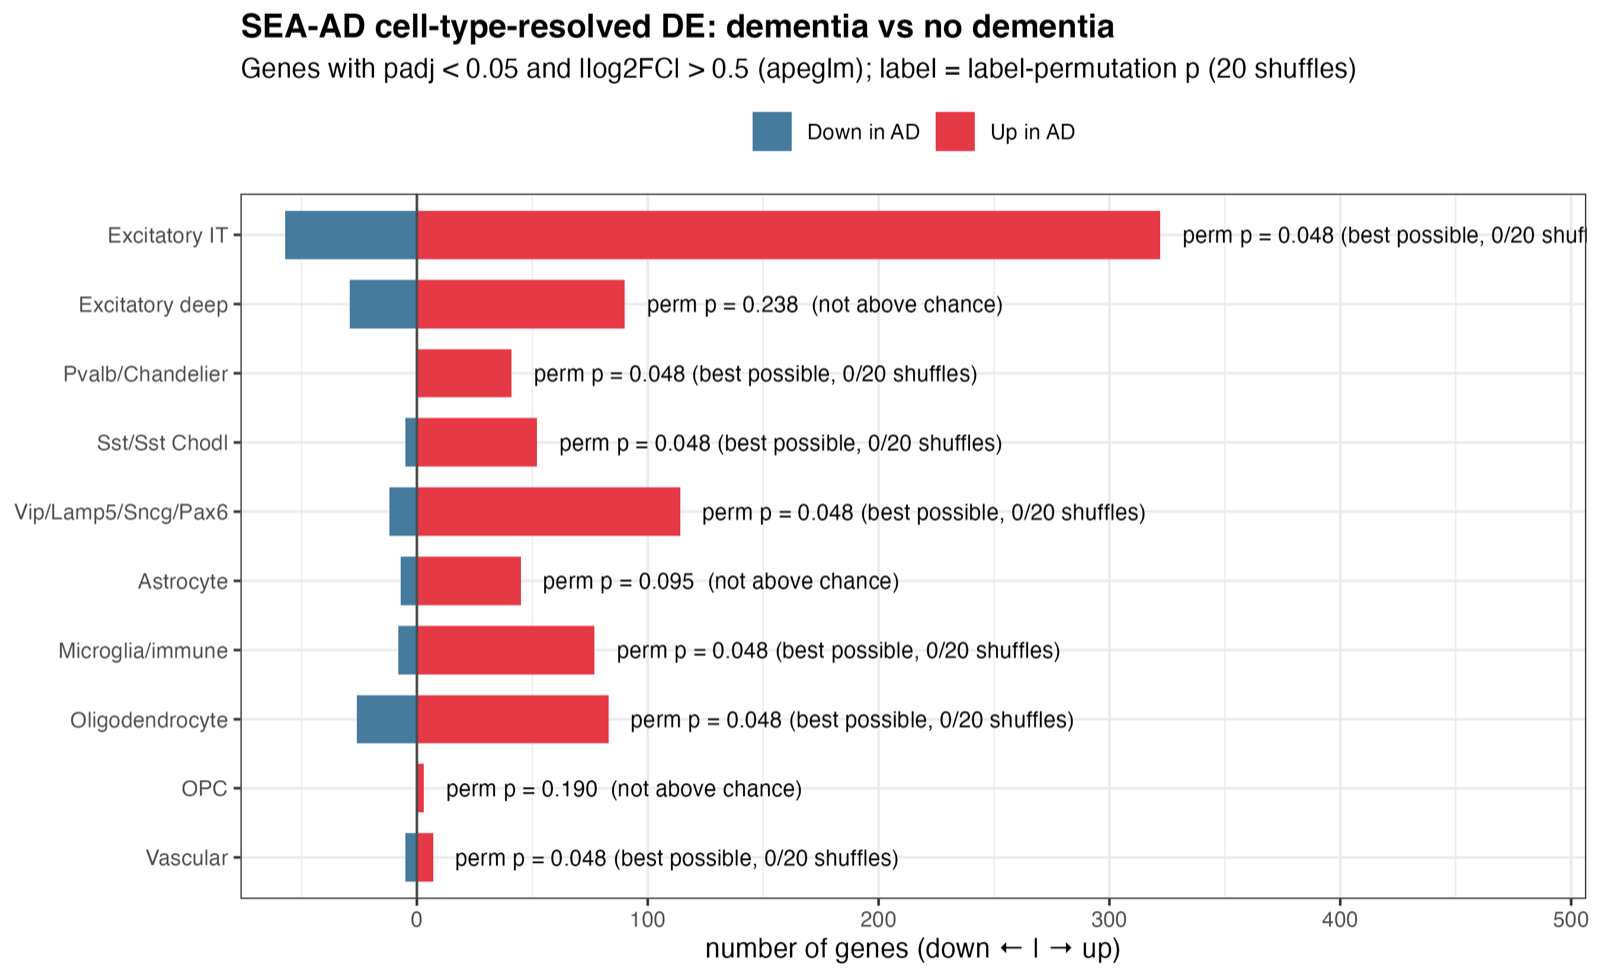 SEA-AD cell-type-resolved DE: dementia vs no dementia
Genes with padj < 0.05 and |log2FC| > 0.5 (apeglm); label = label-permutation p (20 shuffles)
Down in AD Up in AD
Excitatory IT perm p = 0.048 (best possible, 0/20 shuff
Excitatory deep perm p = 0.238 (not above chance)
Pvalb/Chandelier perm p = 0.048 (best possible, 0/20 shuffles)
Sst/Sst Chodl perm p = 0.048 (best possible, 0/20 shuffles)
Vip/Lamp5/Sncg/Pax6 perm p = 0.048 (best possible, 0/20 shuffles)
Astrocyte perm p = 0.095 (not above chance)
Microglia/immune perm p = 0.048 (best possible, 0/20 shuffles)
Oligodendrocyte perm p = 0.048 (best possible, 0/20 shuffles)
OPC perm p = 0.190 (not above chance)
Vascular perm p = 0.048 (best possible, 0/20 shuffles)
0 100 200 300 400 500
number of genes (down ← | → up)